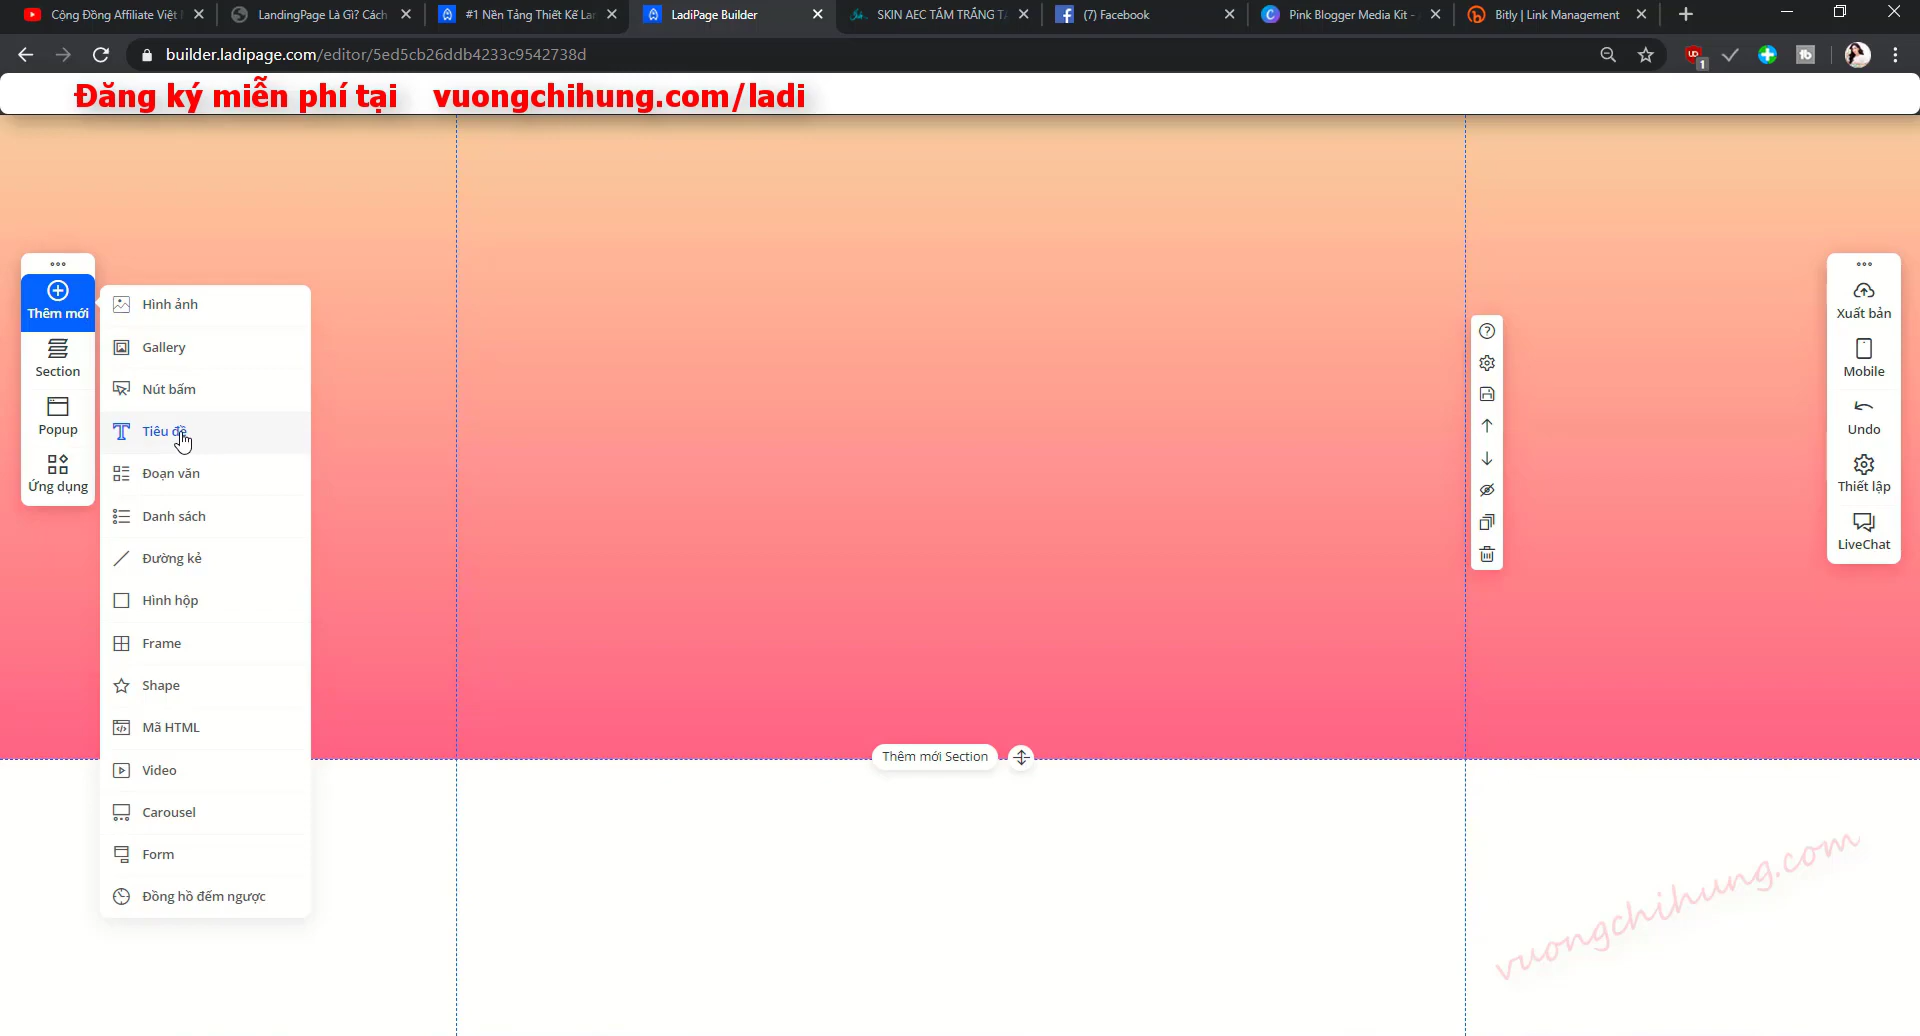 Cộng Đồng Affiliate Việt
LandingPage Là Gì? Cách
#1 Nền Tảng Thiết Kế Lan
LadiPage Builder
SKIN AEC TẮM TRẮNG TẠ
(7) Facebook
Pink Blogger Media Kit -
Bitly | Link Management
builder.ladipage.com/editor/5ed5cb26ddb4233c9542738d
1
Đăng ký miễn phí tại vuongchihung.com/ladi
Thêm mới
Section
Popup
Ứng dụng
Hình ảnh
Gallery
Nút bấm
Tiêu đề
Đoạn văn
Danh sách
Đường kẻ
Hình hộp
Frame
Shape
Mã HTML
Video
Carousel
Form
Đồng hồ đếm ngược
Xuất bản
Mobile
Undo
Thiết lập
LiveChat
Thêm mới Section
vuongchihung.com